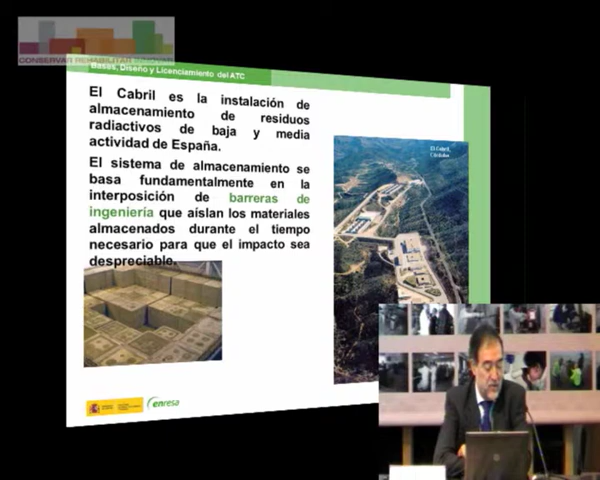 CONSERVAR REHABILITAR
Bases, Diseño y Licenciamiento del ATC
El Cabril es la instalación de
almacenamiento de residuos
radiactivos de baja y media
actividad de España.
El sistema de almacenamiento se
basa fundamentalmente en la
interposición de barreras de
ingeniería que aíslan los materiales
almacenados durante el tiempo
necesario para que el impacto sea
despreciable.
El Cabril,
Córdoba
enresa